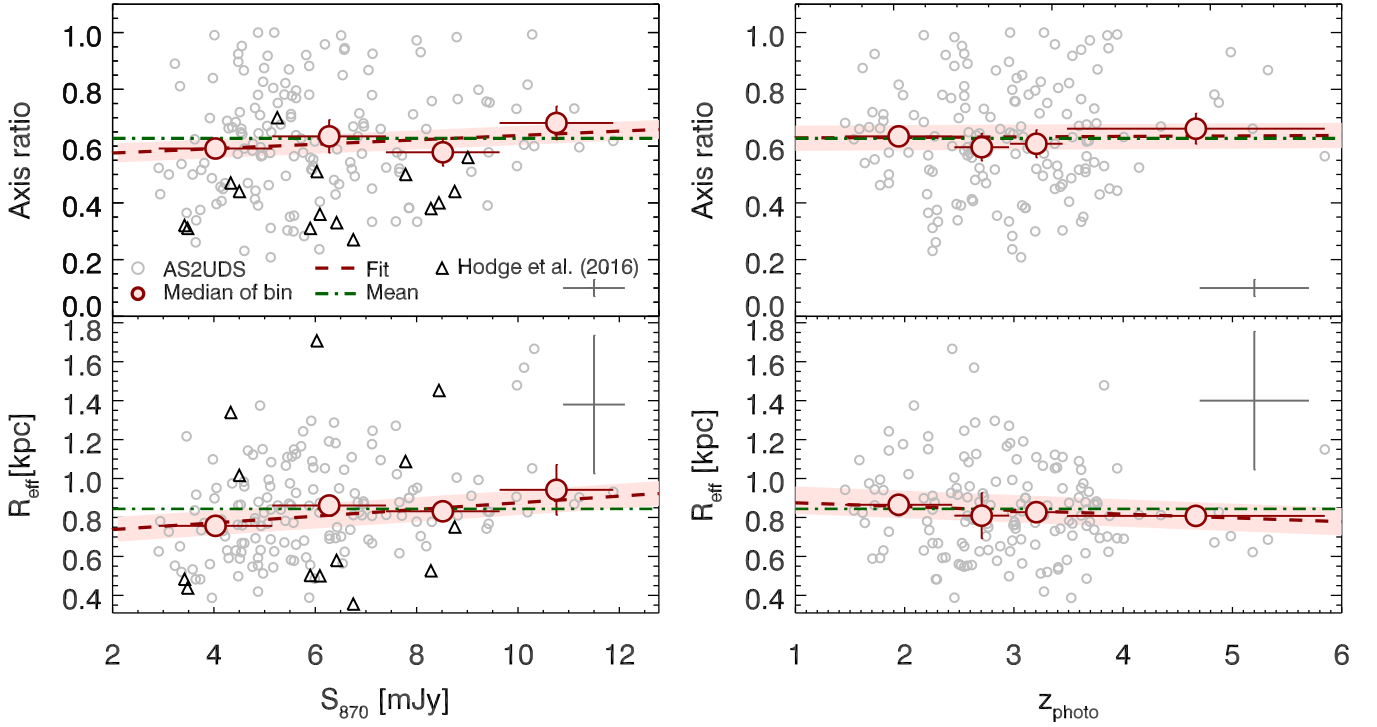 1.0
0.8
0.6
0.4
0.2
0.0
Axis ratio
AS2UDS
Fit
Hodge et al. (2016)
Median of bin
Mean
1.0
0.8
0.6
0.4
0.2
0.0
Axis ratio
1.8
1.6
1.4
1.2
1.0
0.8
0.6
0.4
R_eff[kpc]
1.8
1.6
1.4
1.2
1.0
0.8
0.6
0.4
R_eff [kpc]
2 4 6 8 10 12
S_870 [mJy]
1 2 3 4 5 6
z_photo